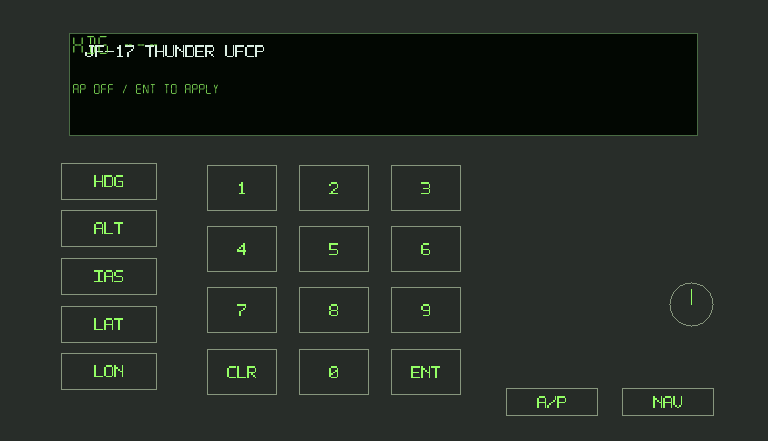 HDG ---
JF-17 THUNDER UFCP
AP OFF / ENT TO APPLY
HDG
1 2 3
ALT
4 5 6
IAS
7 8 9
LAT
LON
CLR 0 ENT
A/P NAV